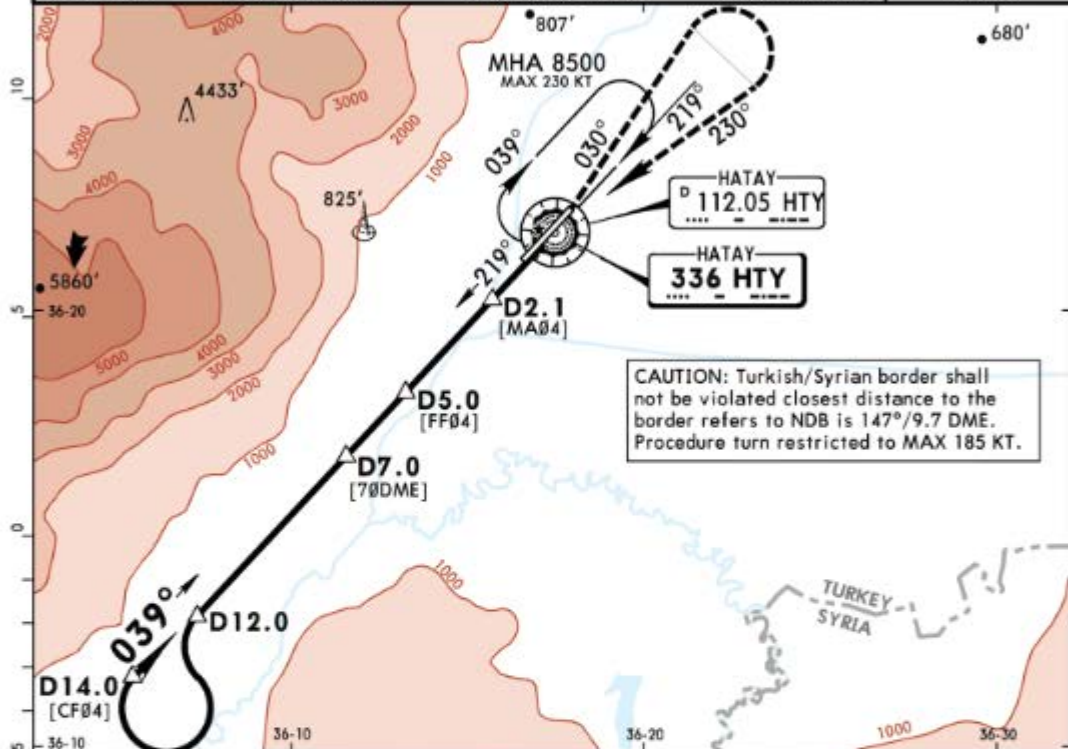 4000
807'
680'
2000
MHA 8500
MAX 230 KT
10
4433'
3000
3000
2000
1000
219°
039°
030°
230°
4000
825'
HATAY
D 112.05 HTY
HATAY
336 HTY
5860'
36-20
219°
5
D2.1
[MA04]
5000
4000
3000
2000
CAUTION: Turkish/Syrian border shall
not be violated closest distance to the
border refers to NDB is 147°/9.7 DME.
Procedure turn restricted to MAX 185 KT.
D5.0
[FF04]
1000
D7.0
[70DME]
0
1000
TURKEY
SYRIA
039°
D12.0
D14.0
[CF04]
1
5
36-10
36-10
36-20
1000
36-30